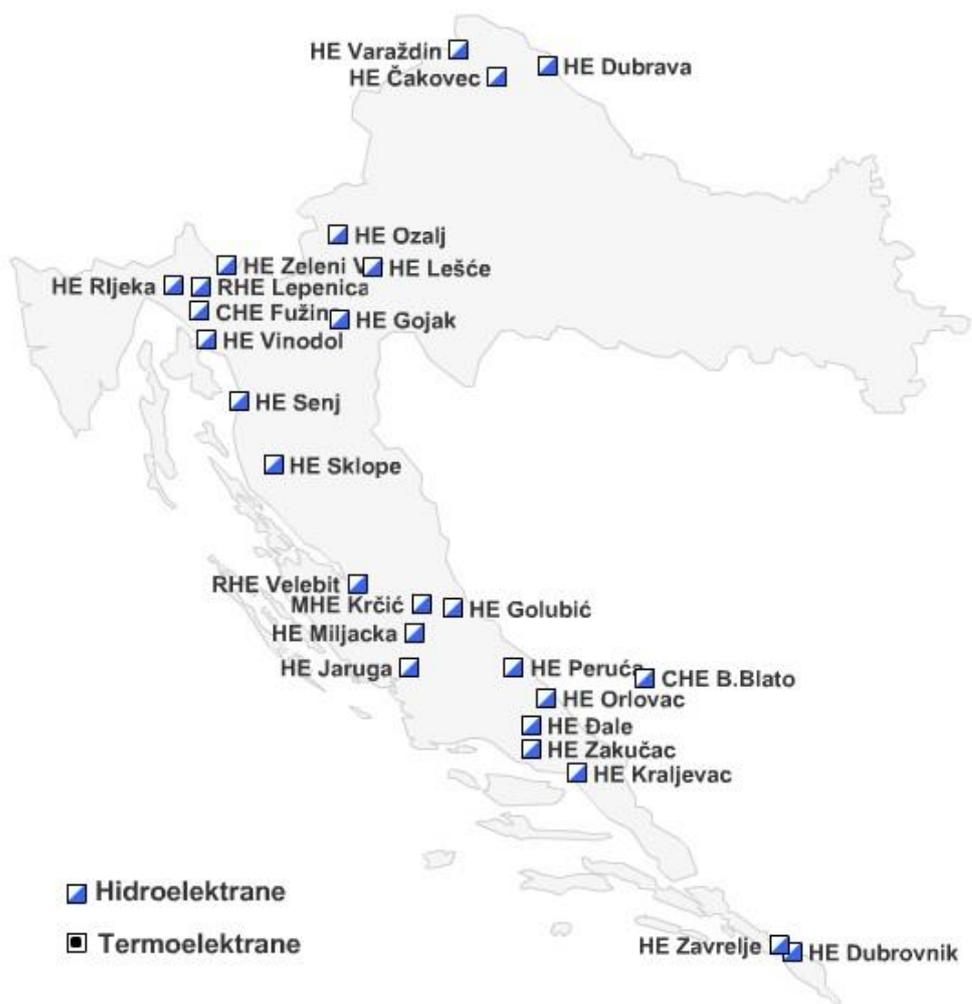 HE Varaždin
HE Dubrava
HE Čakovec
HE Ozalj
HE Zeleni V
HE Lešće
HE RIjeka
RHE Lepenica
CHE Fužin
HE Gojak
HE Vinodol
HE Senj
HE Sklope
RHE Velebit
MHE Krčić
HE Golubić
HE Miljacka
HE Jaruga
HE Peruća
CHE B.Blato
HE Orlovac
HE Đale
HE Zakučac
HE Kraljevac
Hidroelektrane
Termoelektrane
HE Zavrelje
HE Dubrovnik